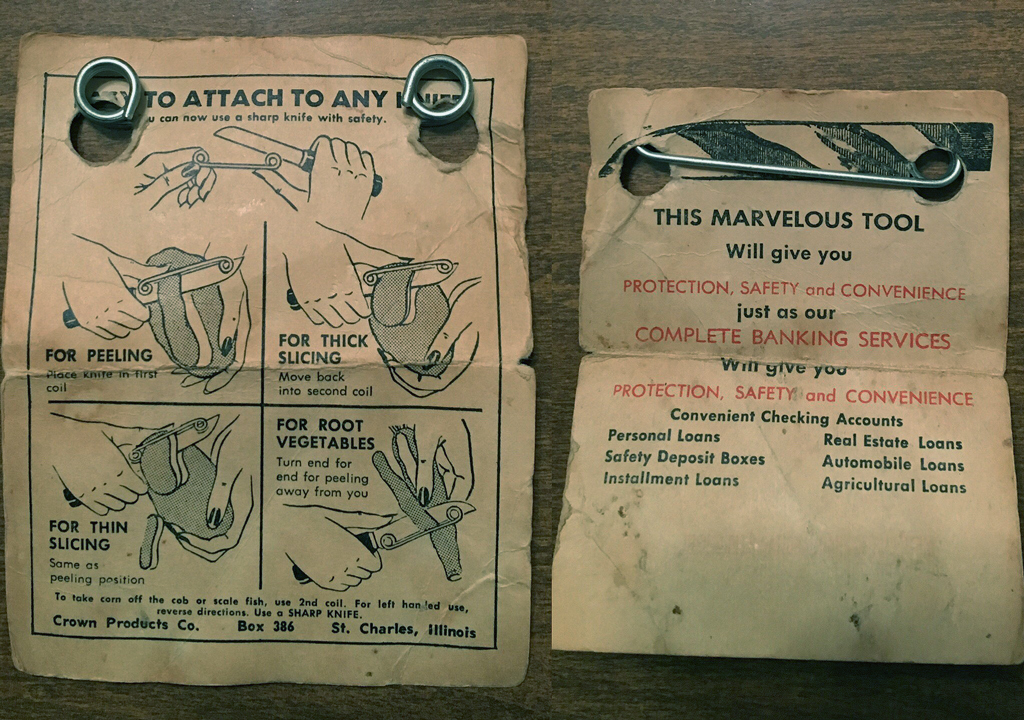 TO ATTACH TO ANY KNIFE
u can now use a sharp knife with safety.
FOR PEELING
Place knife in first
coil
FOR THICK
SLICING
Move back
into second coil
FOR THIN
SLICING
Same as
peeling position
FOR ROOT
VEGETABLES
Turn end for
end for peeling
away from you
To take corn off the cob or scale fish, use 2nd coil. For left handed use,
reverse directions. Use a SHARP KNIFE.
Crown Products Co. Box 386 St. Charles, Illinois
THIS MARVELOUS TOOL
Will give you
PROTECTION, SAFETY and CONVENIENCE
just as our
COMPLETE BANKING SERVICES
Will give you
PROTECTION, SAFETY and CONVENIENCE
Convenient Checking Accounts
Personal Loans Real Estate Loans
Safety Deposit Boxes Automobile Loans
Installment Loans Agricultural Loans